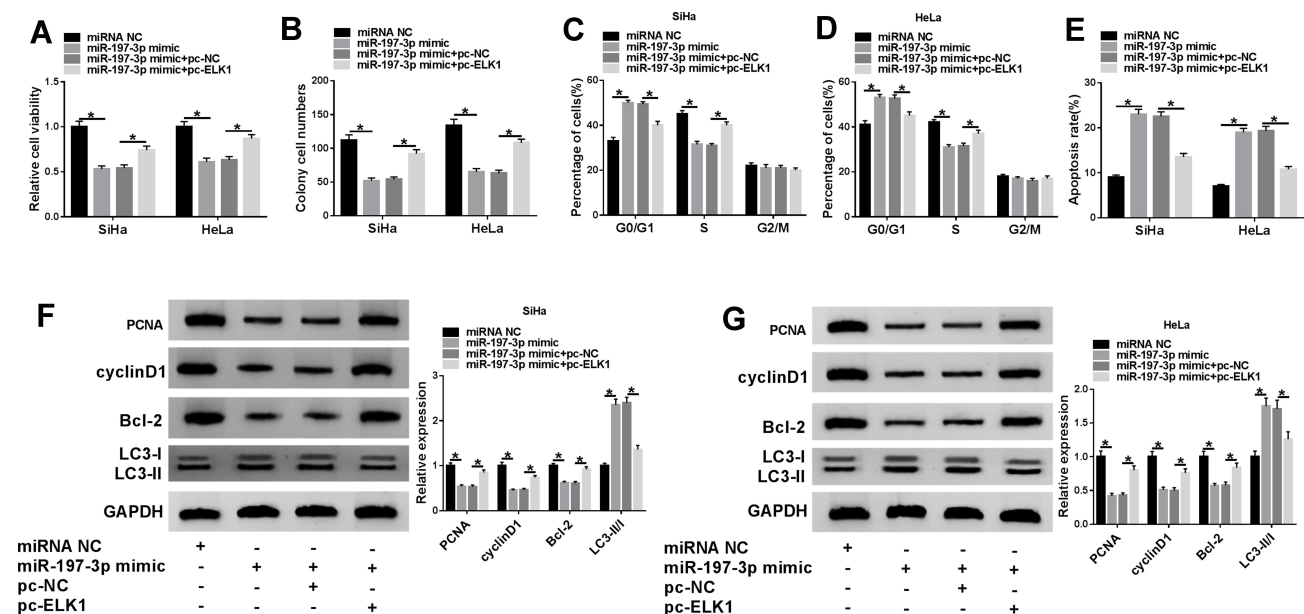 A
miRNA NC
miR-197-3p mimic
miR-197-3p mimic+pc-NC
miR-197-3p mimic+pc-ELK1
Relative cell viability
1.5
1.0
0.5
0.0
* * * *
SiHa HeLa
B
miRNA NC
miR-197-3p mimic
miR-197-3p mimic+pc-NC
miR-197-3p mimic+pc-ELK1
Colony cell numbers
200
150
100
50
0
* * * *
SiHa HeLa
C
SiHa
miRNA NC
miR-197-3p mimic
miR-197-3p mimic+pc-NC
miR-197-3p mimic+pc-ELK1
Percentage of cells(%)
60
40
20
0
* * * *
G0/G1 S G2/M
D
HeLa
miRNA NC
miR-197-3p mimic
miR-197-3p mimic+pc-NC
miR-197-3p mimic+pc-ELK1
Percentage of cells(%)
60
40
20
0
* * * *
G0/G1 S G2/M
E
miRNA NC
miR-197-3p mimic
miR-197-3p mimic+pc-NC
miR-197-3p mimic+pc-ELK1
Apoptosis rate(%)
30
20
10
0
* * * *
SiHa HeLa
F
PCNA
cyclinD1
Bcl-2
LC3-I
LC3-II
GAPDH
miRNA NC + - - -
miR-197-3p mimic - + + +
pc-NC - - + -
pc-ELK1 - - - +
SiHa
miRNA NC
miR-197-3p mimic
miR-197-3p mimic+pc-NC
miR-197-3p mimic+pc-ELK1
Relative expression
3
2
1
0
* * * * * * * *
PCNA cyclinD1 Bcl-2 LC3-II/I
G
PCNA
cyclinD1
Bcl-2
LC3-I
LC3-II
GAPDH
miRNA NC + - - -
miR-197-3p mimic - + + +
pc-NC - - + -
pc-ELK1 - - - +
HeLa
miRNA NC
miR-197-3p mimic
miR-197-3p mimic+pc-NC
miR-197-3p mimic+pc-ELK1
Relative expression
2.0
1.5
1.0
0.5
0.0
* * * * * * * *
PCNA cyclinD1 Bcl-2 LC3-II/I